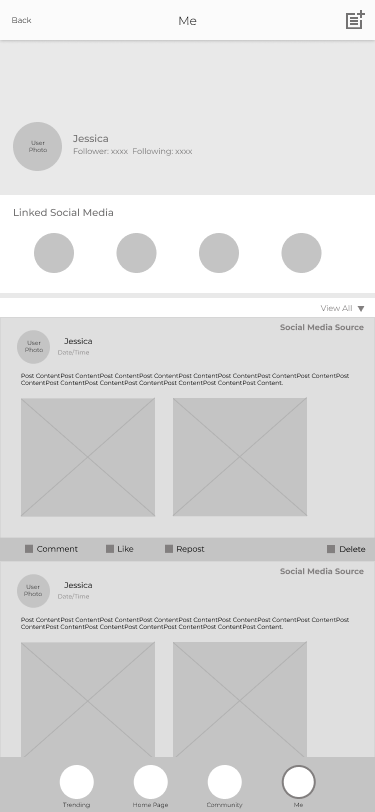 Back
Me
User
Photo
Jessica
Follower: xxxx Following: xxxx
Linked Social Media
View All
Social Media Source
User
Photo
Jessica
Date/Time
Post ContentPost ContentPost ContentPost ContentPost ContentPost ContentPost ContentPost ContentPost
ContentPost ContentPost ContentPost ContentPost ContentPost ContentPost ContentPost Content.
Comment
Like
Repost
Delete
Social Media Source
User
Photo
Jessica
Date/Time
Post ContentPost ContentPost ContentPost ContentPost ContentPost ContentPost ContentPost ContentPost
ContentPost ContentPost ContentPost ContentPost ContentPost ContentPost ContentPost Content.
Trending
Home Page
Community
Me